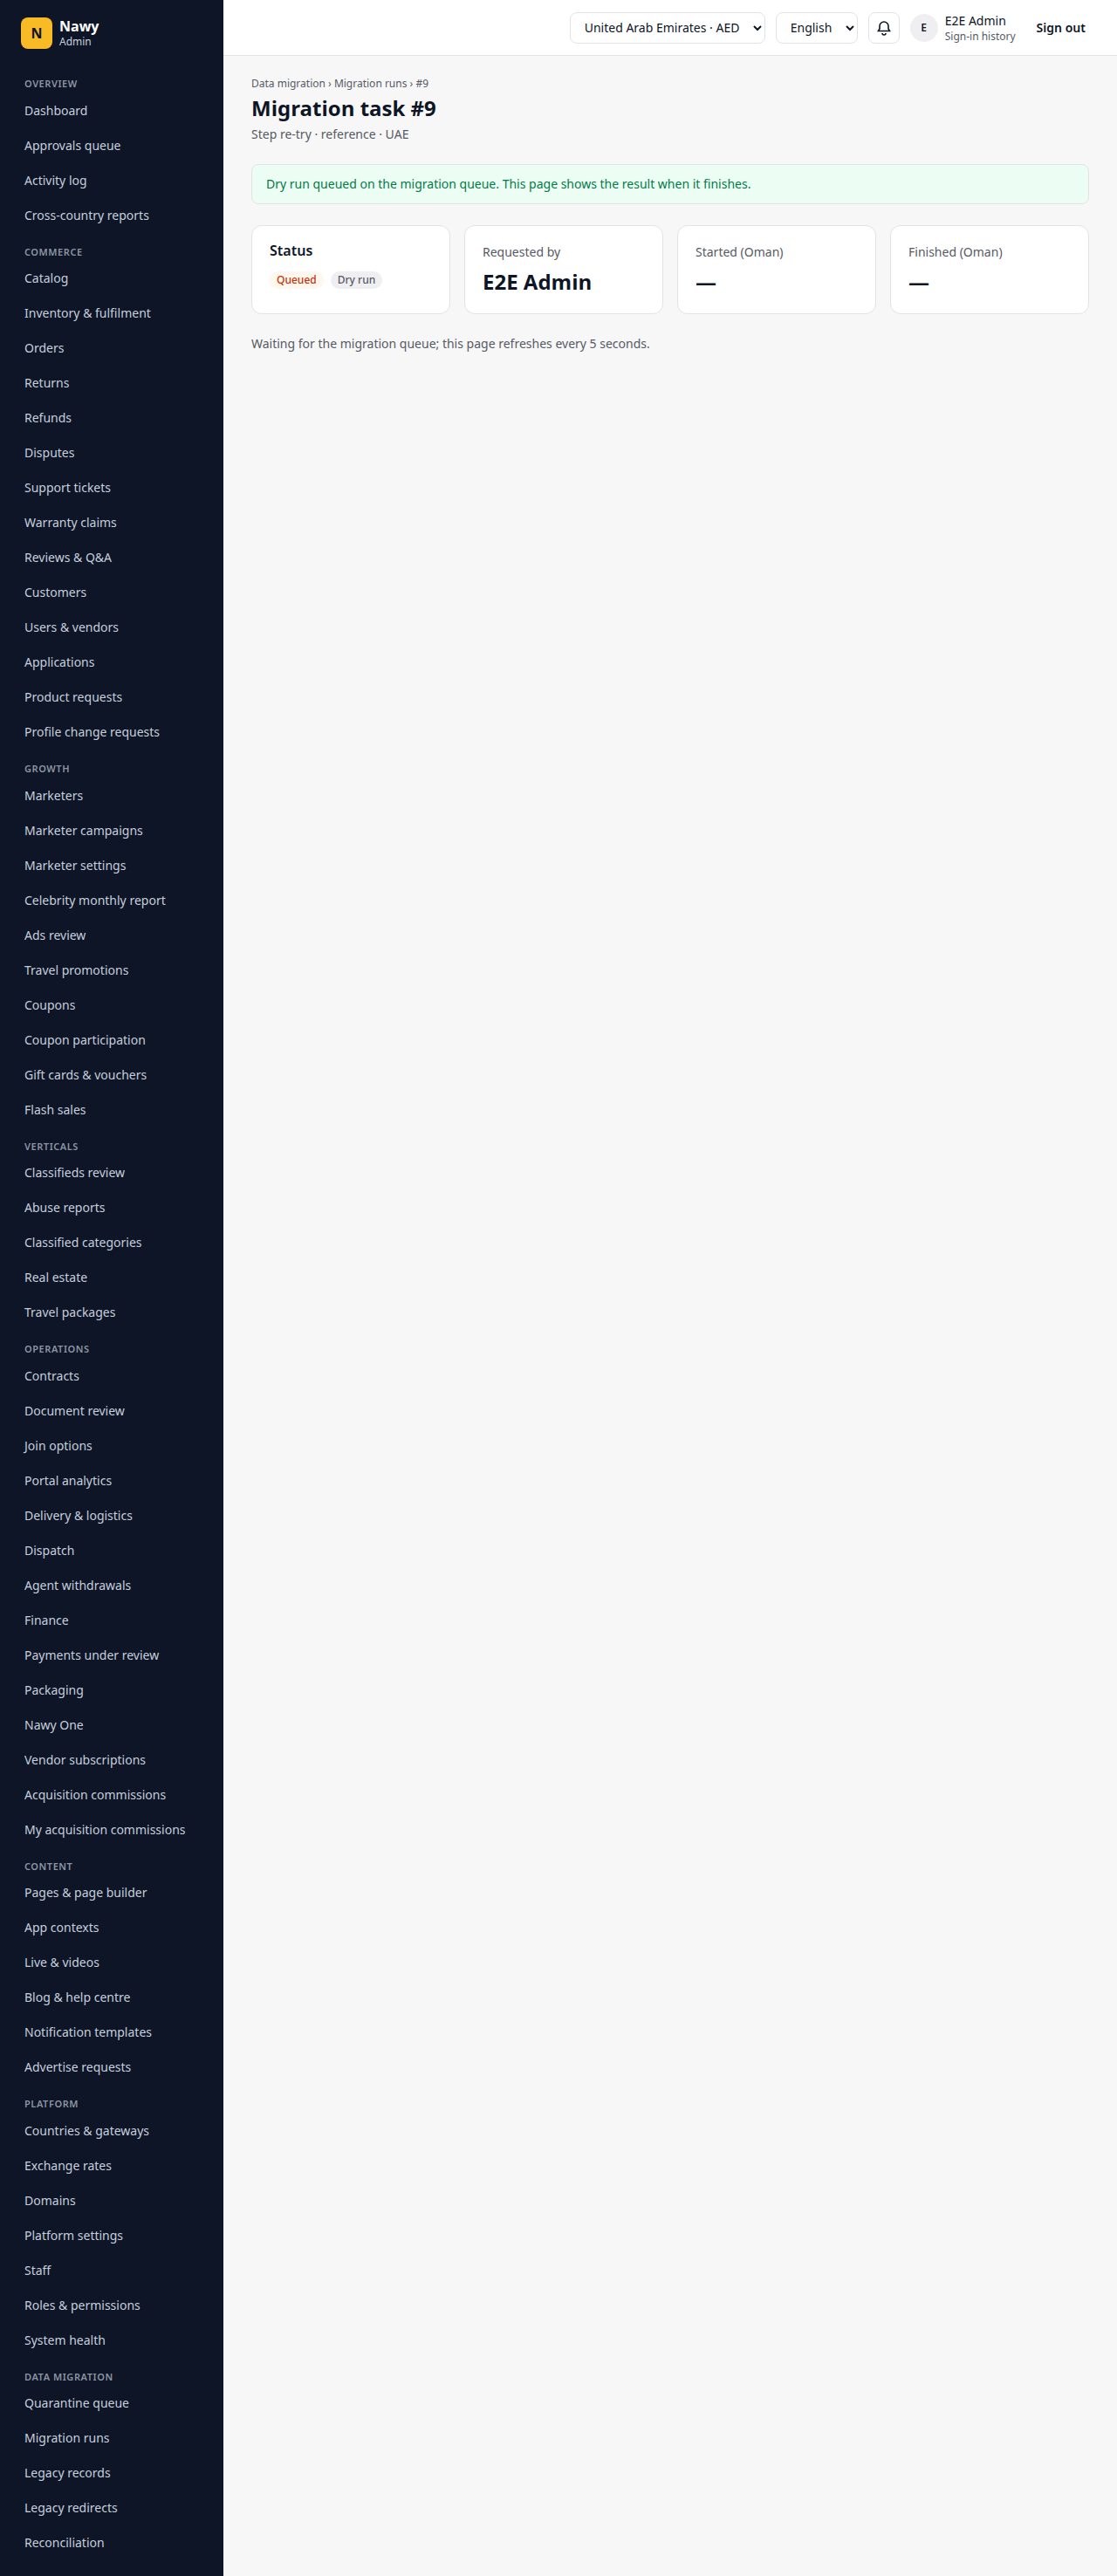 N
Nawy
Admin
OVERVIEW
Dashboard
Approvals queue
Activity log
Cross-country reports
COMMERCE
Catalog
Inventory & fulfilment
Orders
Returns
Refunds
Disputes
Support tickets
Warranty claims
Reviews & Q&A
Customers
Users & vendors
Applications
Product requests
Profile change requests
GROWTH
Marketers
Marketer campaigns
Marketer settings
Celebrity monthly report
Ads review
Travel promotions
Coupons
Coupon participation
Gift cards & vouchers
Flash sales
VERTICALS
Classifieds review
Abuse reports
Classified categories
Real estate
Travel packages
OPERATIONS
Contracts
Document review
Join options
Portal analytics
Delivery & logistics
Dispatch
Agent withdrawals
Finance
Payments under review
Packaging
Nawy One
Vendor subscriptions
Acquisition commissions
My acquisition commissions
CONTENT
Pages & page builder
App contexts
Live & videos
Blog & help centre
Notification templates
Advertise requests
PLATFORM
Countries & gateways
Exchange rates
Domains
Platform settings
Staff
Roles & permissions
System health
DATA MIGRATION
Quarantine queue
Migration runs
Legacy records
Legacy redirects
Reconciliation
United Arab Emirates · AED
English
E
E2E Admin
Sign-in history
Sign out
Data migration › Migration runs › #9
Migration task #9
Step re-try · reference · UAE
Dry run queued on the migration queue. This page shows the result when it finishes.
Status
Queued Dry run
Requested by
E2E Admin
Started (Oman)
—
Finished (Oman)
—
Waiting for the migration queue; this page refreshes every 5 seconds.